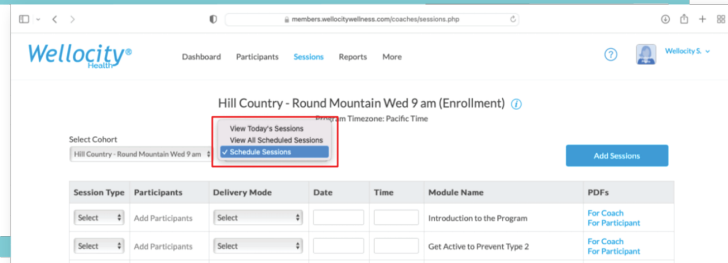 members.wellocitywellness.com/coaches/sessions.php
Wellocity®
Health
Dashboard Participants Sessions Reports More
? Wellocity S.
Hill Country - Round Mountain Wed 9 am (Enrollment) i
Program Timezone: Pacific Time
View Today's Sessions
View All Scheduled Sessions
✓ Schedule Sessions
Select Cohort
Hill Country - Round Mountain Wed 9 am
Add Sessions
Session Type Participants Delivery Mode Date Time Module Name PDFs
Select Add Participants Select Introduction to the Program For Coach
For Participant
Select Add Participants Select Get Active to Prevent Type 2 For Coach
For Participant